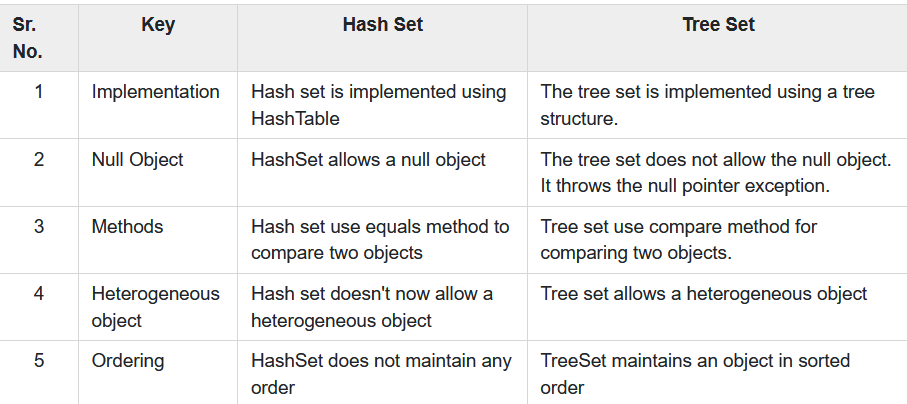 Sr. Key Hash Set Tree Set
No.
1 Implementation Hash set is implemented using The tree set is implemented using a tree
HashTable structure.
2 Null Object HashSet allows a null object The tree set does not allow the null object.
It throws the null pointer exception.
3 Methods Hash set use equals method to Tree set use compare method for
compare two objects comparing two objects.
4 Heterogeneous Hash set doesn't now allow a Tree set allows a heterogeneous object
object heterogeneous object
5 Ordering HashSet does not maintain any TreeSet maintains an object in sorted
order order